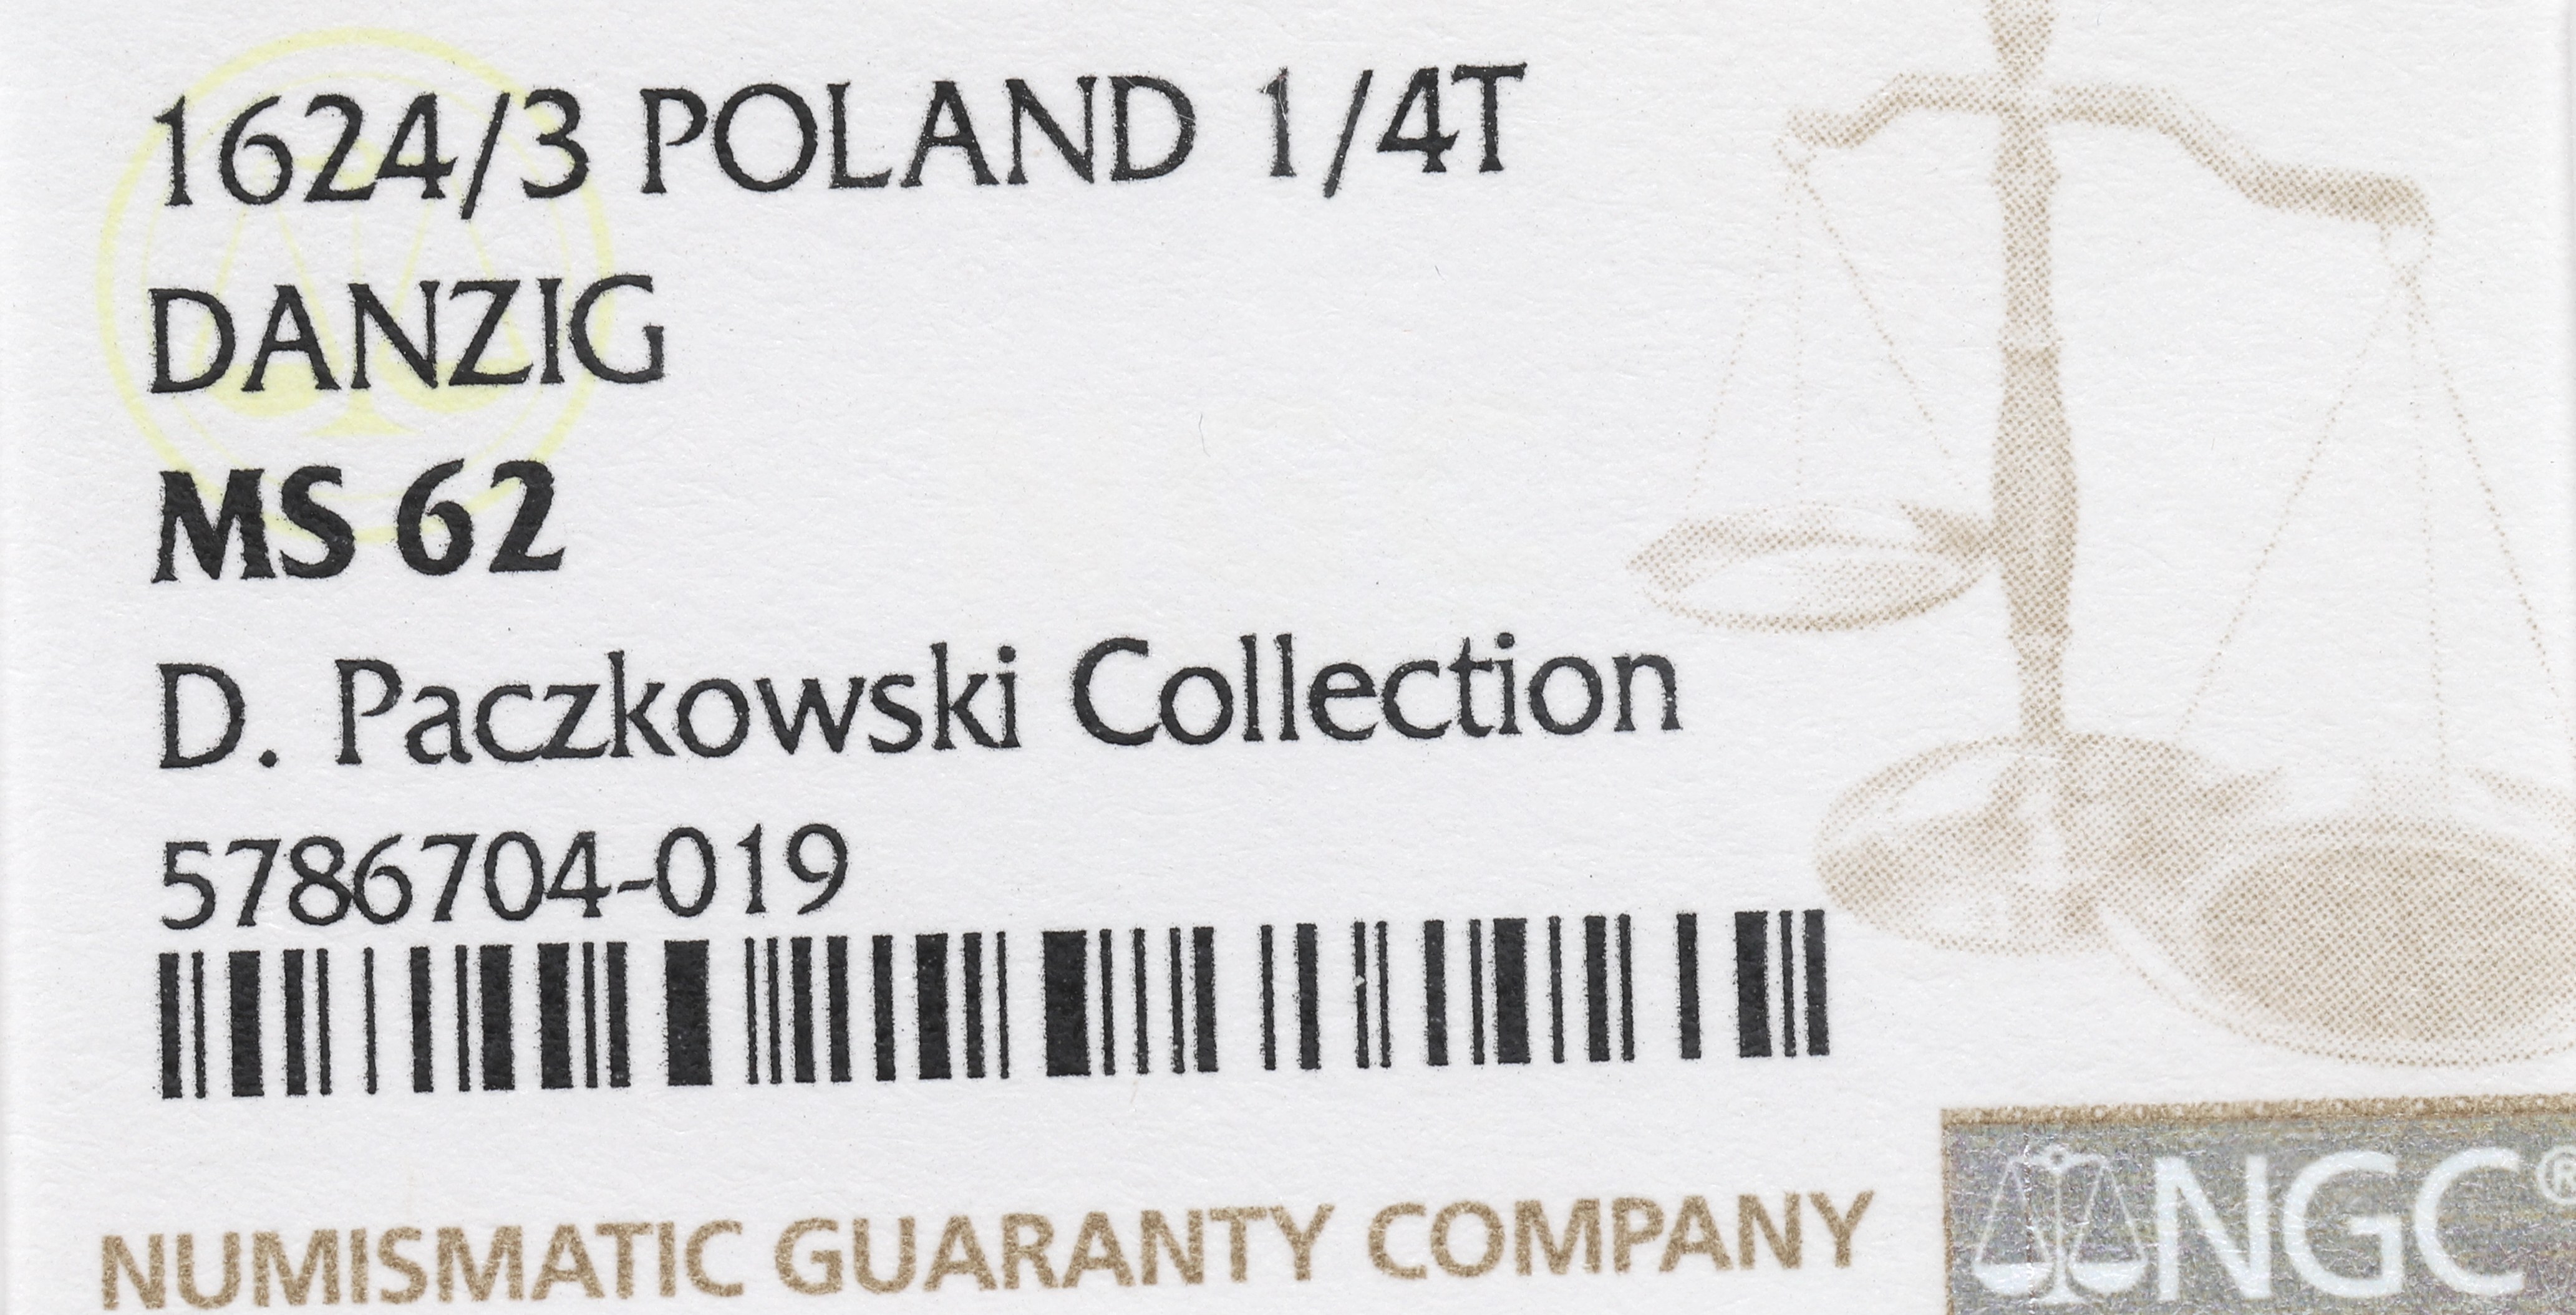 1624/3 POLAND 1/4T
DANZIG
MS 62
D. Paczkowski Collection
5786704-019
NUMISMATIC GUARANTY COMPANY
NGC®